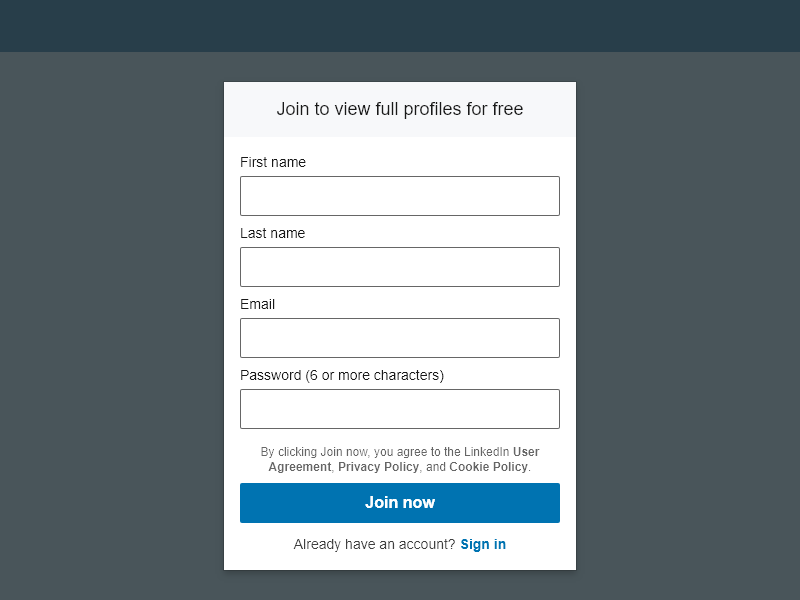 Join to view full profiles for free
First name
Last name
Email
Password (6 or more characters)
By clicking Join now, you agree to the LinkedIn User
Agreement, Privacy Policy, and Cookie Policy.
Join now
Already have an account? Sign in